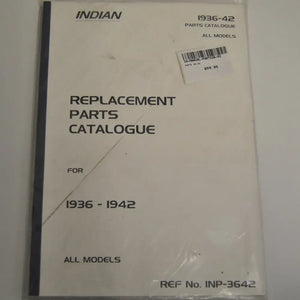 INDIAN
1936-42
PARTS CATALOGUE
ALL MODELS
REPLACEMENT
PARTS
CATALOGUE
FOR
1936 - 1942
ALL MODELS
REF No. INP-3642